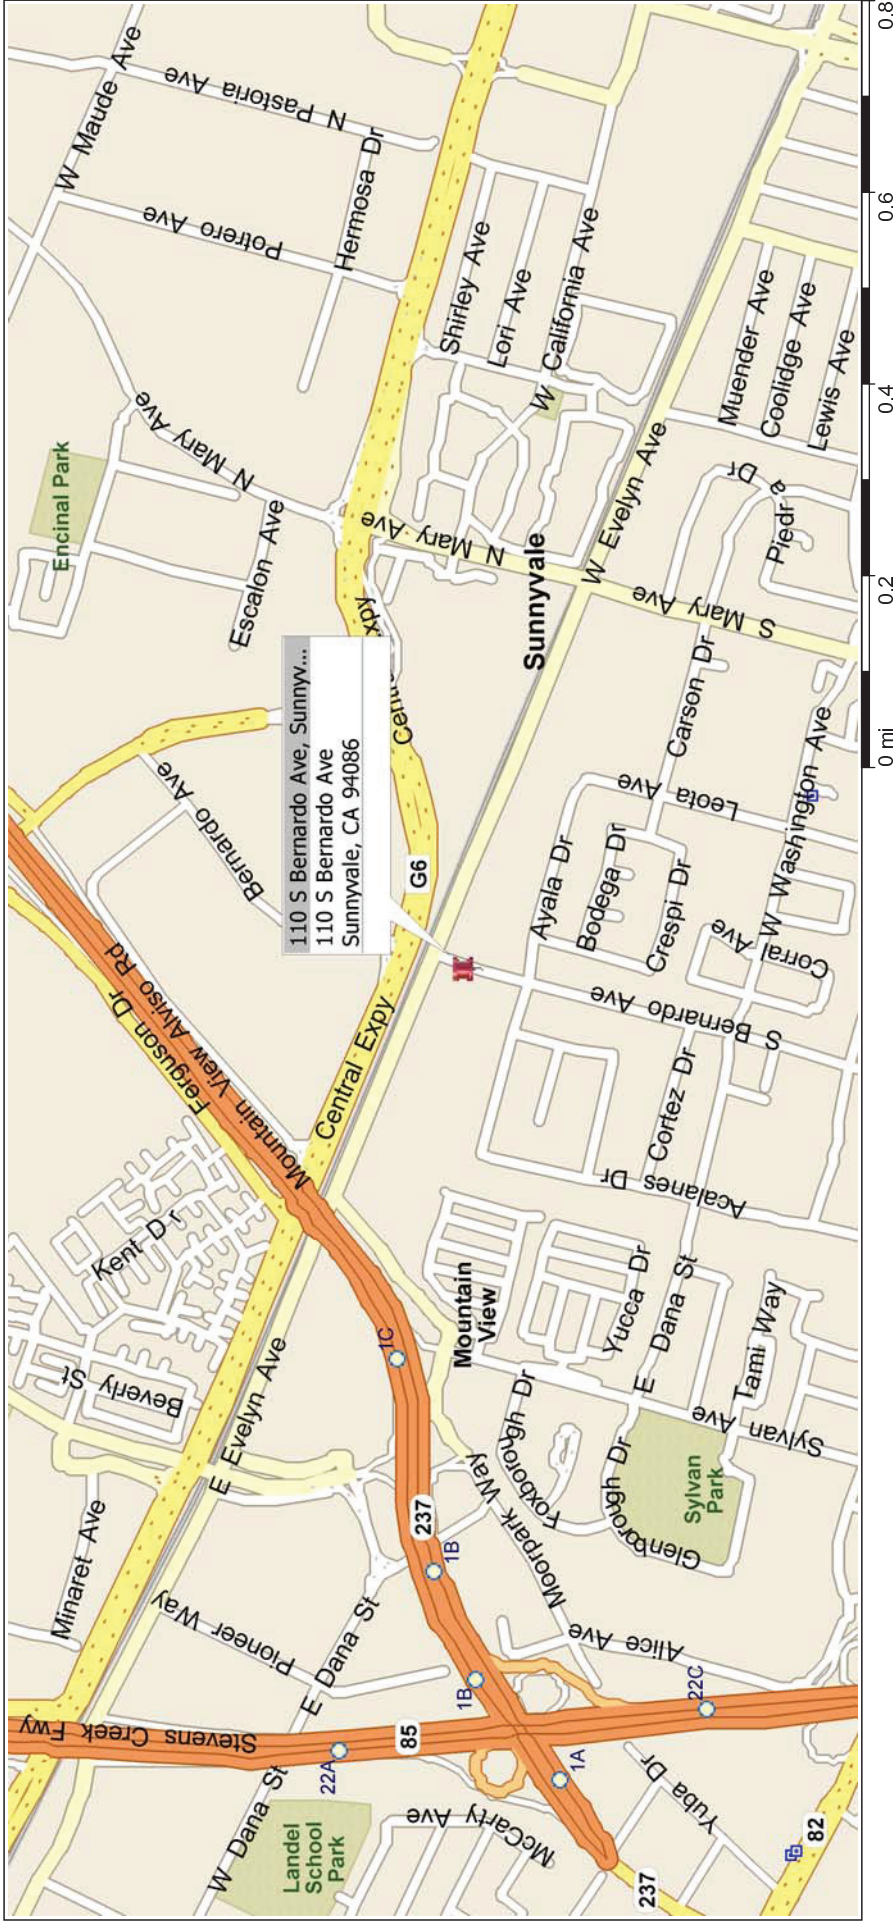 Minaret Ave
Beverly St
Kent Dr
Ferguson Dr
Mountain View Alviso Rd
Bernardo Ave
Encinal Park
N Mary Ave
Escalon Ave
W Maude Ave
Potrero Ave
N Pastoria Ave
Hermosa Dr
Stevens Creek Fwy
Pioneer Way
E Evelyn Ave
Central Expy
110 S Bernardo Ave, Sunnyv...
110 S Bernardo Ave
Sunnyvale, CA 94086
G6
W Dana St
22A
85
E Dana St
Landel
School
Park
McCarty Ave
1A
1B
1B
237
1C
Mountain
View
Sunnyvale
N Mary Ave
Shirley Ave
Lori Ave
W California Ave
W Evelyn Ave
Moorpark Way
Foxborough Dr
Glenborough Dr
Alice Ave
22C
Yuba Dr
237
82
Sylvan
Park
Sylvan Ave
Tami Way
E Dana St
Yucca Dr
Acalanes Dr
Cortez Dr
S Bernardo Ave
Ayala Dr
Bodega Dr
Crespi Dr
Corral Ave
W Washington Ave
Leota Ave
Carson Dr
S Mary Ave
Dr
Muender Ave
Coolidge Ave
Lewis Ave
0 mi
0.2
0.4
0.6
0.8